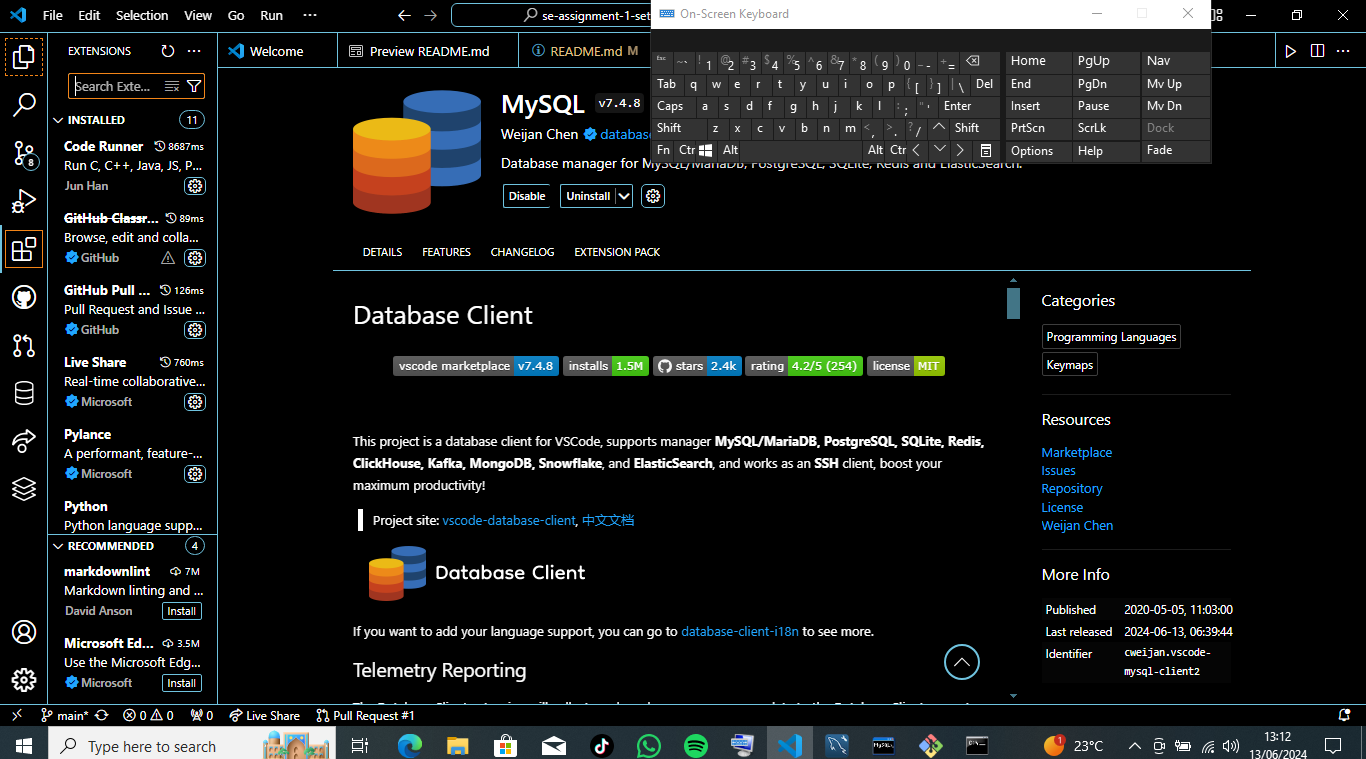 File Edit Selection View Go Run ···
se-assignment-1-set
On-Screen Keyboard
EXTENSIONS
Search Exte...
INSTALLED 11
Code Runner 8687ms
Run C, C++, Java, JS, P...
Jun Han
GitHub Classr... 89ms
Browse, edit and colla...
GitHub
GitHub Pull ... 126ms
Pull Request and Issue ...
GitHub
Live Share 760ms
Real-time collaborative...
Microsoft
Pylance
A performant, feature-...
Microsoft
Python
Python language supp...
RECOMMENDED 4
markdownlint 7M
Markdown linting and ...
David Anson Install
Microsoft Ed... 3.5M
Use the Microsoft Edg...
Microsoft Install
8
Welcome Preview README.md README.md M
Esc ~ ` ! 1 @ 2 # 3 $ 4 % 5 ^ 6 & 7 * 8 ( 9 ) 0 _ - + = Home PgUp Nav
Tab q w e r t y u i o p { [ } ] | \ Del End PgDn Mv Up
Caps a s d f g h j k l : ; " ' Enter Insert Pause Mv Dn
Shift z x c v b n m < , > . ? / Shift PrtScn ScrLk Dock
Fn Ctr Alt Alt Ctr Options Help Fade
MySQL v7.4.8
Weijan Chen database
Database manager for MySQL/MariaDB, PostgreSQL, SQLite, Redis and ElasticSearch.
Disable Uninstall
DETAILS FEATURES CHANGELOG EXTENSION PACK
Database Client
vscode marketplace v7.4.8 installs 1.5M stars 2.4k rating 4.2/5 (254) license MIT
This project is a database client for VSCode, supports manager MySQL/MariaDB, PostgreSQL, SQLite, Redis,
ClickHouse, Kafka, MongoDB, Snowflake, and ElasticSearch, and works as an SSH client, boost your
maximum productivity!
Project site: vscode-database-client, 中文文档
Database Client
If you want to add your language support, you can go to database-client-i18n to see more.
Telemetry Reporting
Categories
Programming Languages
Keymaps
Resources
Marketplace
Issues
Repository
License
Weijan Chen
More Info
Published 2020-05-05, 11:03:00
Last released 2024-06-13, 06:39:44
Identifier cweijan.vscode-
mysql-client2
main* 0 0 0 Live Share Pull Request #1
Type here to search
1 23°C
13:12
13/06/2024